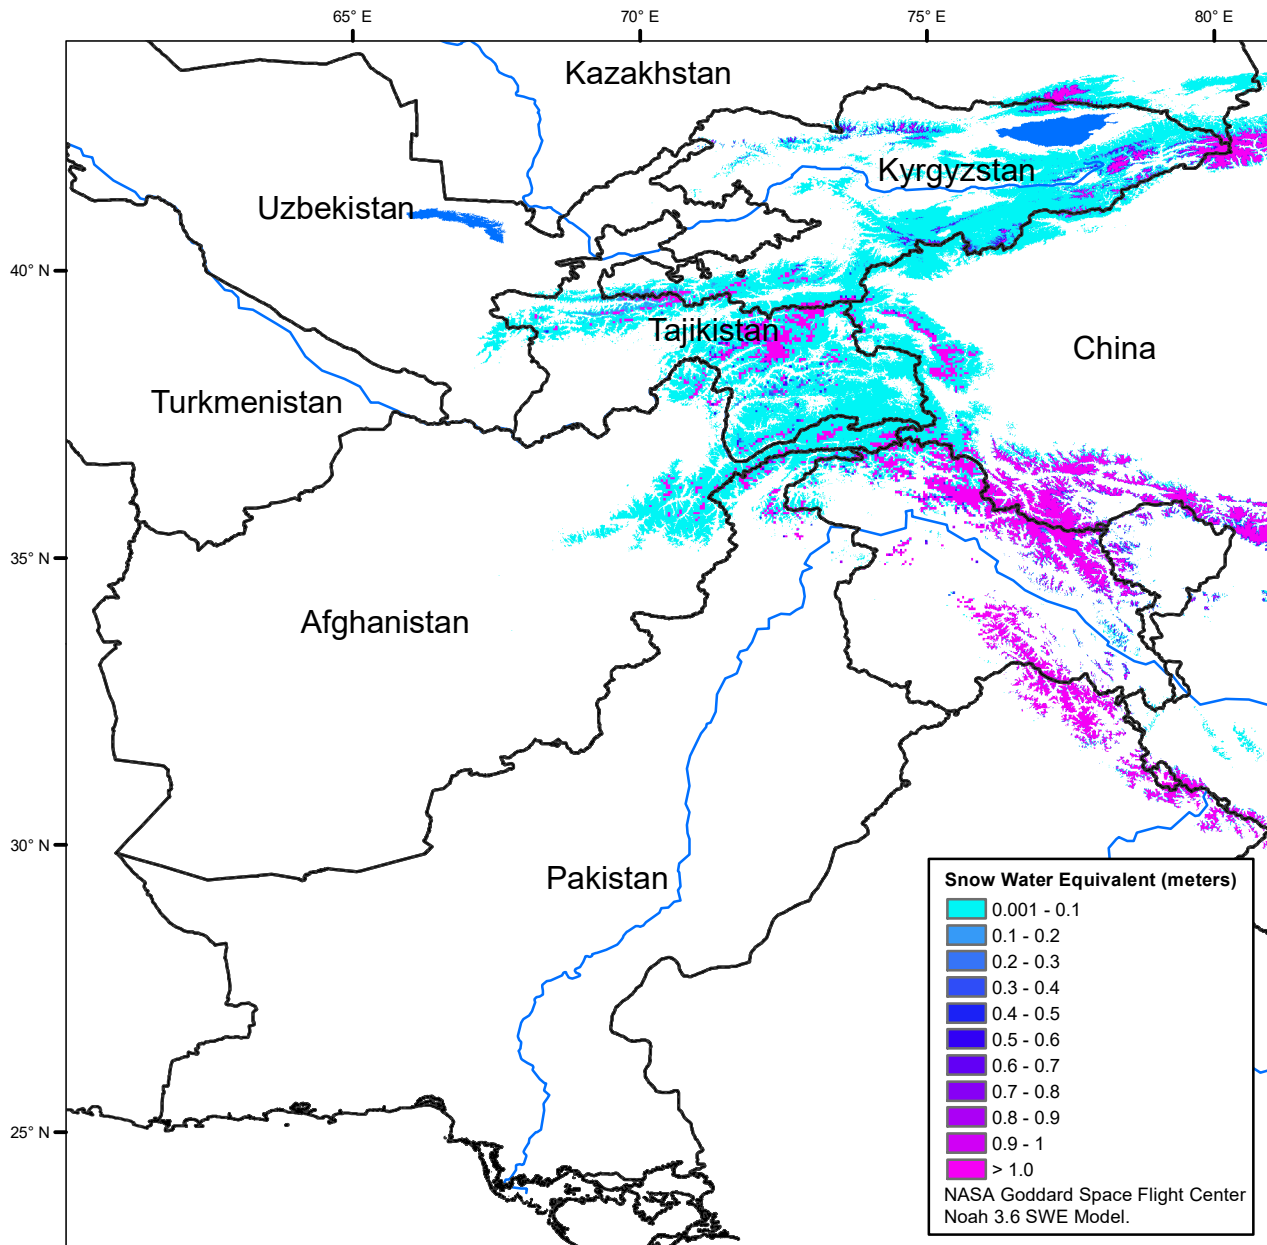 65° E
70° E
75° E
80° E
Kazakhstan
Kyrgyzstan
Uzbekistan
40° N
Tajikistan
China
Turkmenistan
35° N
Afghanistan
30° N
Pakistan
25° N
Snow Water Equivalent (meters)
0.001 - 0.1
0.1 - 0.2
0.2 - 0.3
0.3 - 0.4
0.4 - 0.5
0.5 - 0.6
0.6 - 0.7
0.7 - 0.8
0.8 - 0.9
0.9 - 1
> 1.0
NASA Goddard Space Flight Center
Noah 3.6 SWE Model.